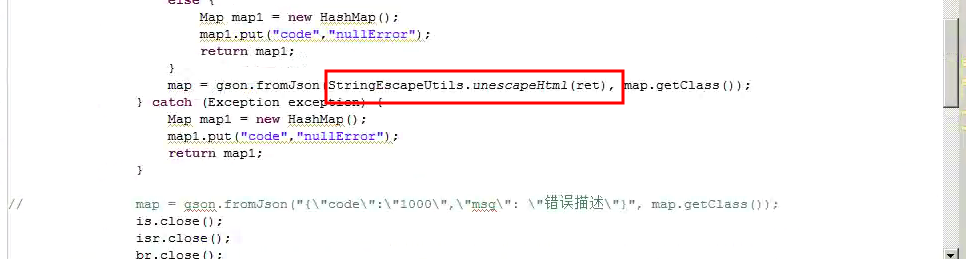 else {
Map map1 = new HashMap();
map1.put("code","nullError");
return map1;
}
map = gson.fromJson(StringEscapeUtils.unescapeHtml(ret), map.getClass());
} catch (Exception exception) {
Map map1 = new HashMap();
map1.put("code","nullError");
return map1;
}
// map = gson.fromJson("{\"code\":\"1000\",\"msg\": \"错误描述\"}", map.getClass());
is.close();
isr.close();
br.close();